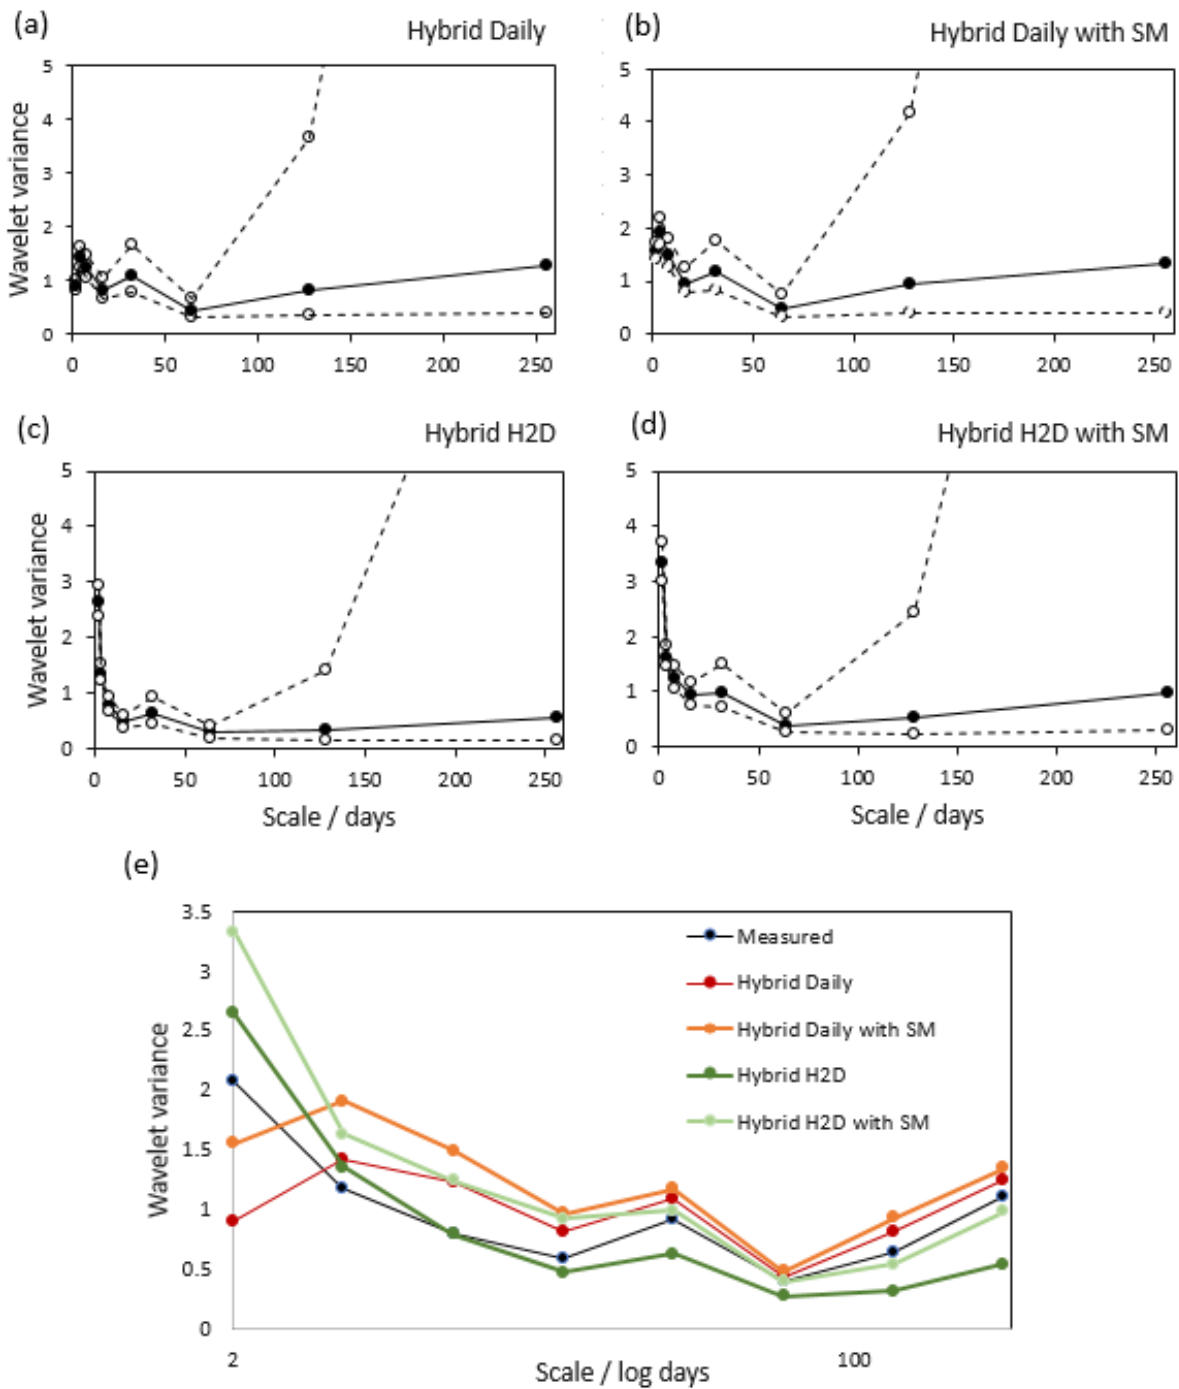 (a)
Hybrid Daily
(b)
Hybrid Daily with SM
Wavelet variance
5
4
3
2
1
0
0 50 100 150 200 250
5
4
3
2
1
0
0 50 100 150 200 250
(c)
Hybrid H2D
(d)
Hybrid H2D with SM
Wavelet variance
5
4
3
2
1
0
0 50 100 150 200 250
Scale / days
5
4
3
2
1
0
0 50 100 150 200 250
Scale / days
(e)
Wavelet variance
3.5
3
2.5
2
1.5
1
0.5
0
Measured
Hybrid Daily
Hybrid Daily with SM
Hybrid H2D
Hybrid H2D with SM
2 100
Scale / log days